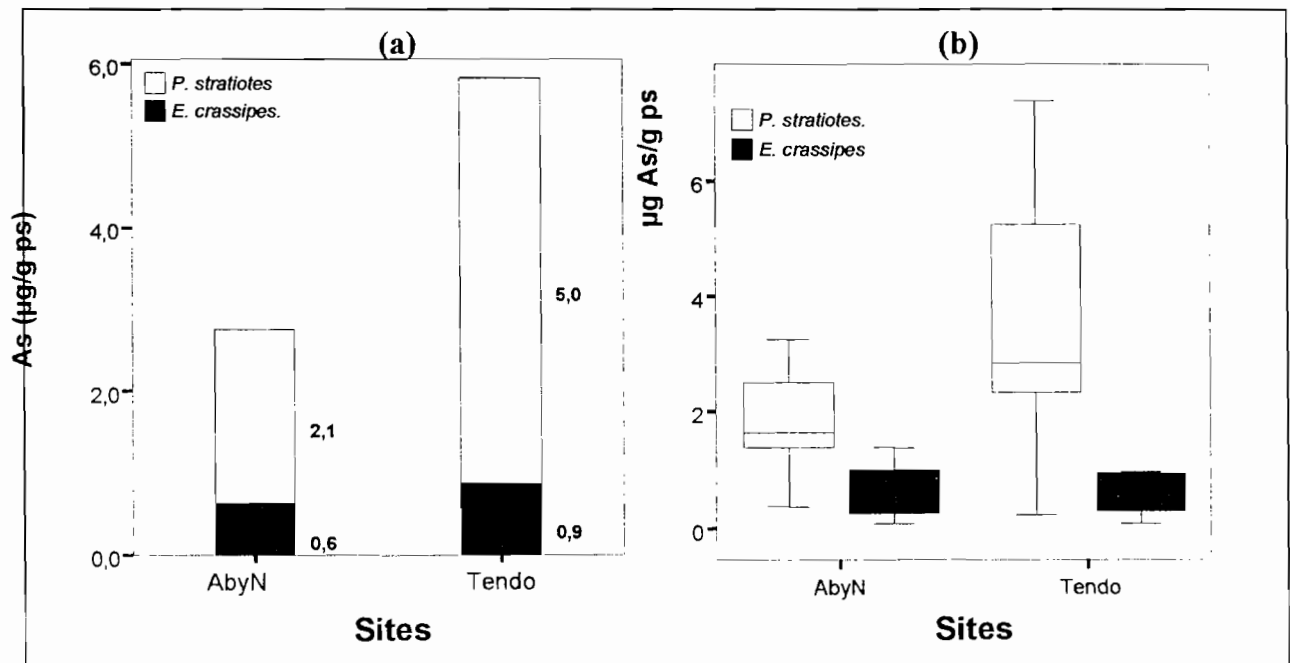 (a)
6,0
P. stratiotes
E. crassipes.
4,0
2,0
0,0
As (µg/g ps)
5,0
2,1
0,6
0,9
AbyN
Tendo
Sites
(b)
P. stratiotes.
E. crassipes
µg As/g ps
6
4
2
0
AbyN
Tendo
Sites